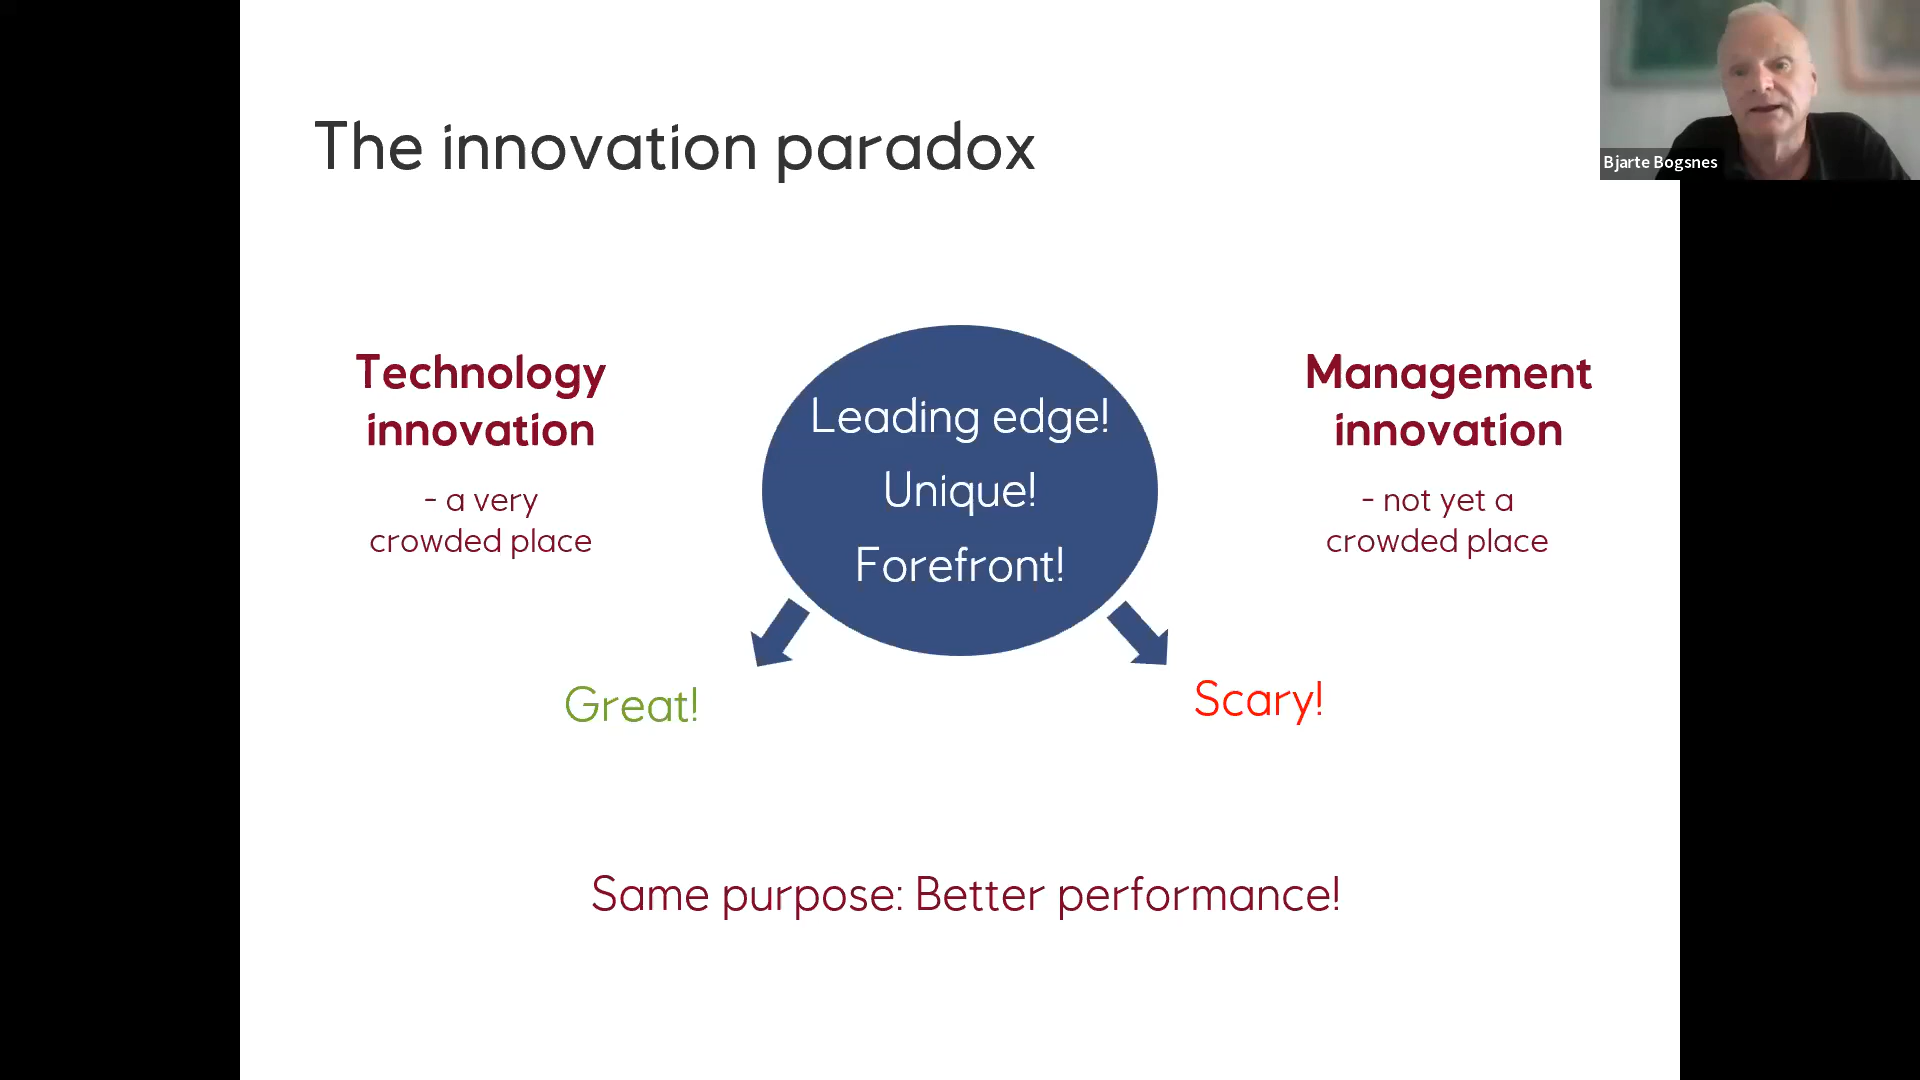 The innovation paradox
Bjarte Bogsnes
Technology
innovation
- a very
crowded place
Leading edge!
Unique!
Forefront!
Management
innovation
- not yet a
crowded place
Great!
Scary!
Same purpose: Better performance!